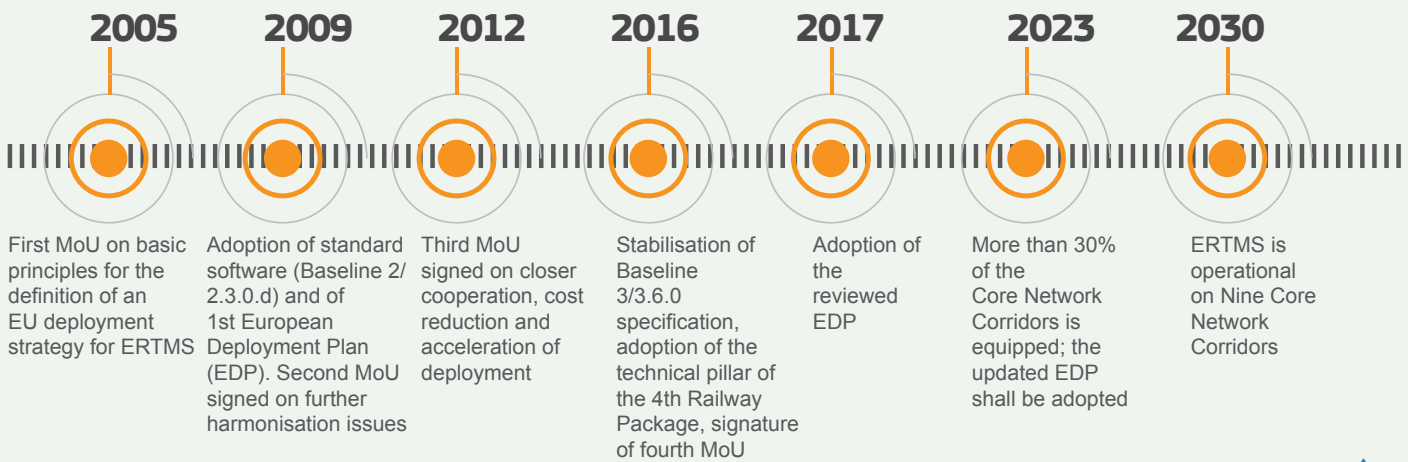 2005
First MoU on basic
principles for the
definition of an
EU deployment
strategy for ERTMS
2009
Adoption of standard
software (Baseline 2/
2.3.0.d) and of
1st European
Deployment Plan
(EDP). Second MoU
signed on further
harmonisation issues
2012
Third MoU
signed on closer
cooperation, cost
reduction and
acceleration of
deployment
2016
Stabilisation of
Baseline
3/3.6.0
specification,
adoption of the
technical pillar of
the 4th Railway
Package, signature
of fourth MoU
2017
Adoption of
the
reviewed
EDP
2023
More than 30%
of the
Core Network
Corridors is
equipped; the
updated EDP
shall be adopted
2030
ERTMS is
operational
on Nine Core
Network
Corridors